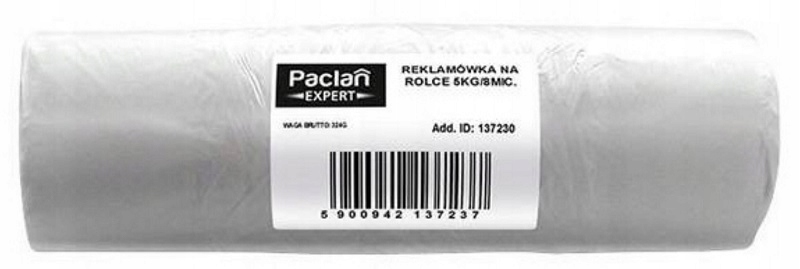 Paclan
EXPERT
REKLAMÓWKA NA
ROLCE 5KG/8MIC.
WAGA BRUTTO: 324G
Add. ID: 137230
5 900942 137237